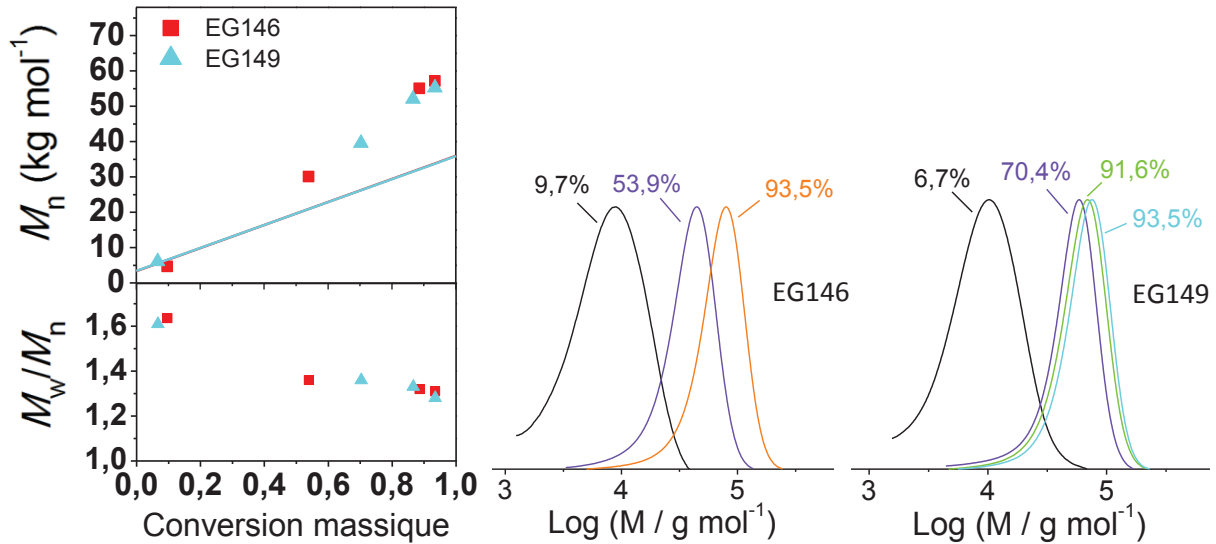 EG146
EG149
M_n (kg mol⁻¹)
70
60
50
40
30
20
10
0
M_w/M_n
1,6
1,4
1,2
1,0
0,0 0,2 0,4 0,6 0,8 1,0
Conversion massique
9,7% 53,9% 93,5%
EG146
3 4 5
Log (M / g mol⁻¹)
6,7% 70,4% 91,6%
93,5%
EG149
3 4 5
Log (M / g mol⁻¹)